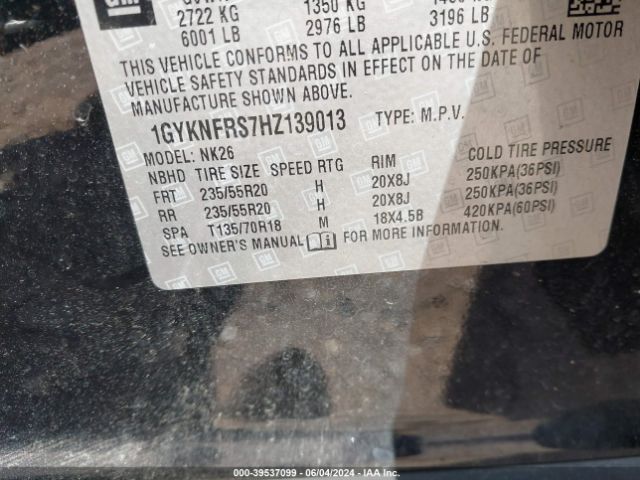 GM
2722 KG 1350 KG
6001 LB 2976 LB 3196 LB
THIS VEHICLE CONFORMS TO ALL APPLICABLE U.S. FEDERAL MOTOR
VEHICLE SAFETY STANDARDS IN EFFECT ON THE DATE OF
MANUFACTURE SHOWN ABOVE.
1GYKNFRS7HZ139013 TYPE: M.P.V.
MODEL: NK26
NBHD TIRE SIZE SPEED RTG RIM COLD TIRE PRESSURE
FRT 235/55R20 H 20X8J 250KPA(36PSI)
RR 235/55R20 H 20X8J 250KPA(36PSI)
SPA T135/70R18 M 18X4.5B 420KPA(60PSI)
SEE OWNER'S MANUAL FOR MORE INFORMATION.
000-39537099 - 06/04/2024 - IAA Inc.